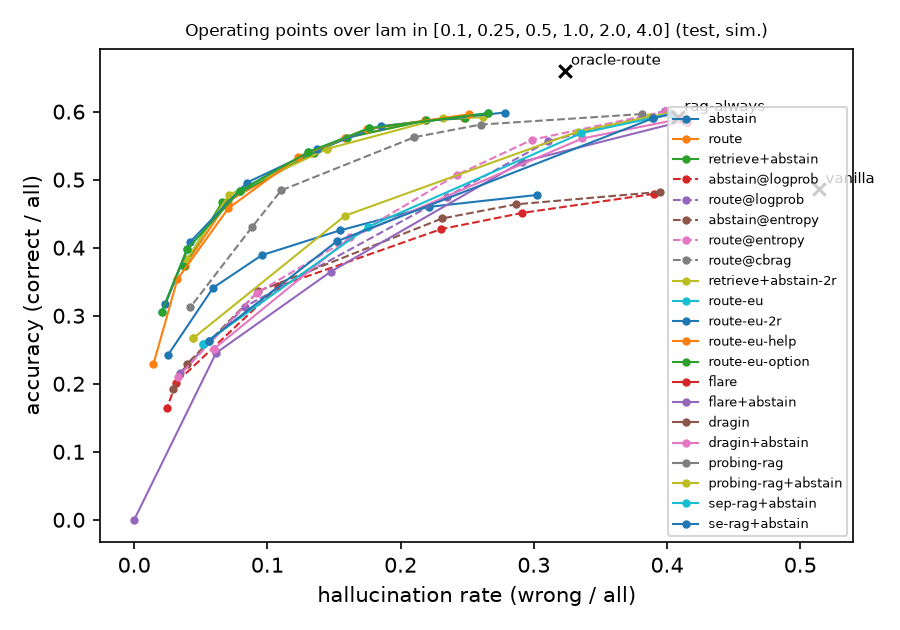 Operating points over lam in [0.1, 0.25, 0.5, 1.0, 2.0, 4.0] (test, sim.)
oracle-route
rag-always
vanilla
abstain
route
retrieve+abstain
abstain@logprob
route@logprob
abstain@entropy
route@entropy
route@cbrag
retrieve+abstain-2r
route-eu
route-eu-2r
route-eu-help
route-eu-option
flare
flare+abstain
dragin
dragin+abstain
probing-rag
probing-rag+abstain
sep-rag+abstain
se-rag+abstain
accuracy (correct / all)
0.6
0.5
0.4
0.3
0.2
0.1
0.0
0.0 0.1 0.2 0.3 0.4 0.5
hallucination rate (wrong / all)